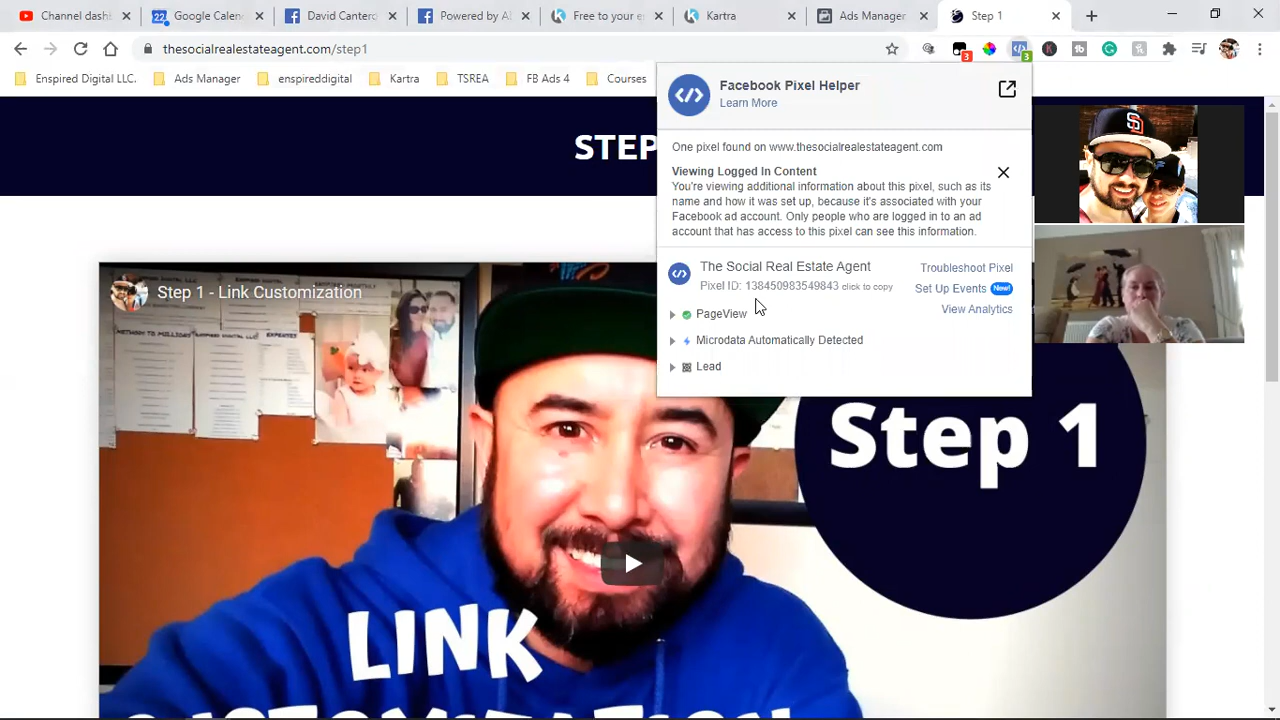 Channel dash
Google Calen
David Cantero
Powered by A
Free to your e
Kartra
Ads Manager
Step 1
thesocialrealestateagent.com/step1
3
3
Enspired Digital LLC.
Ads Manager
enspireddigital
Kartra
TSREA
FB Ads 4
Courses
Facebook Pixel Helper
Learn More
STEP
One pixel found on www.thesocialrealestateagent.com
Viewing Logged In Content
You're viewing additional information about this pixel, such as its
name and how it was set up, because it's associated with your
Facebook ad account. Only people who are logged in to an ad
account that has access to this pixel can see this information.
The Social Real Estate Agent
Troubleshoot Pixel
Pixel ID: 138450983549843 click to copy
Set Up Events New!
View Analytics
PageView
Microdata Automatically Detected
Lead
Step 1 - Link Customization
Step 1
LINK
CUSTOMIZATION